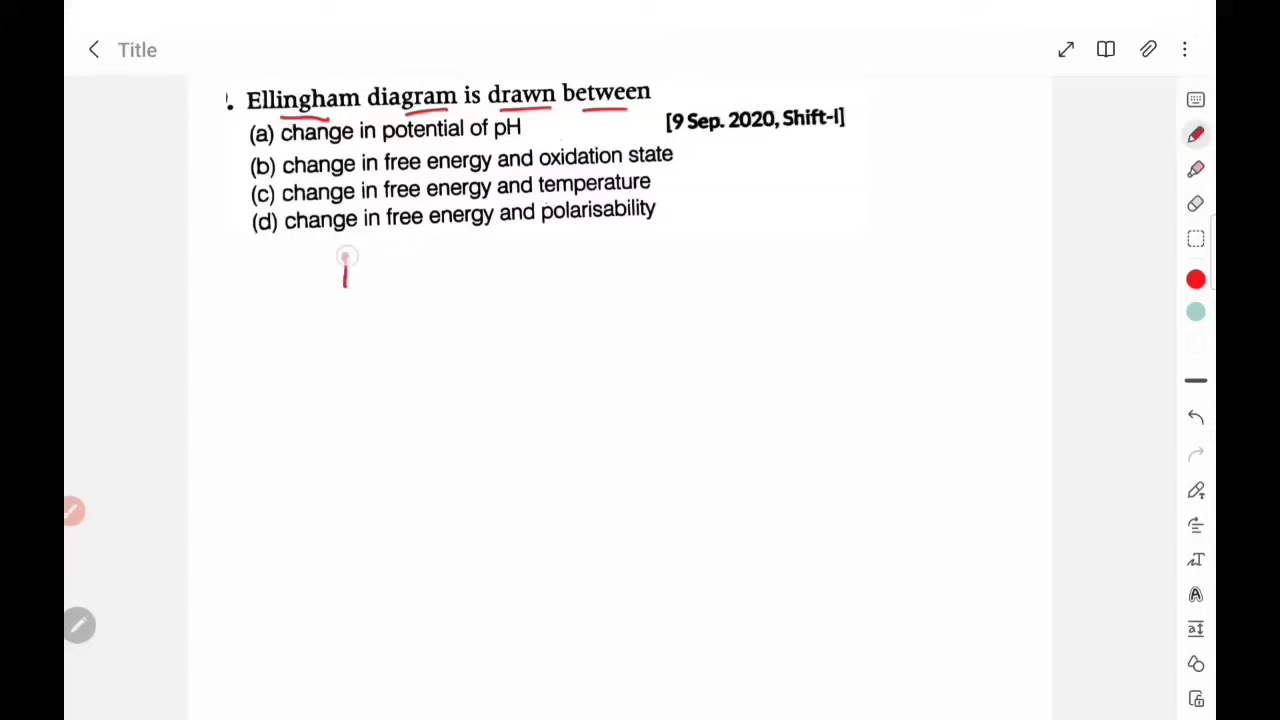 Title
. Ellingham diagram is drawn between
[9 Sep. 2020, Shift-I]
(a) change in potential of pH
(b) change in free energy and oxidation state
(c) change in free energy and temperature
(d) change in free energy and polarisability